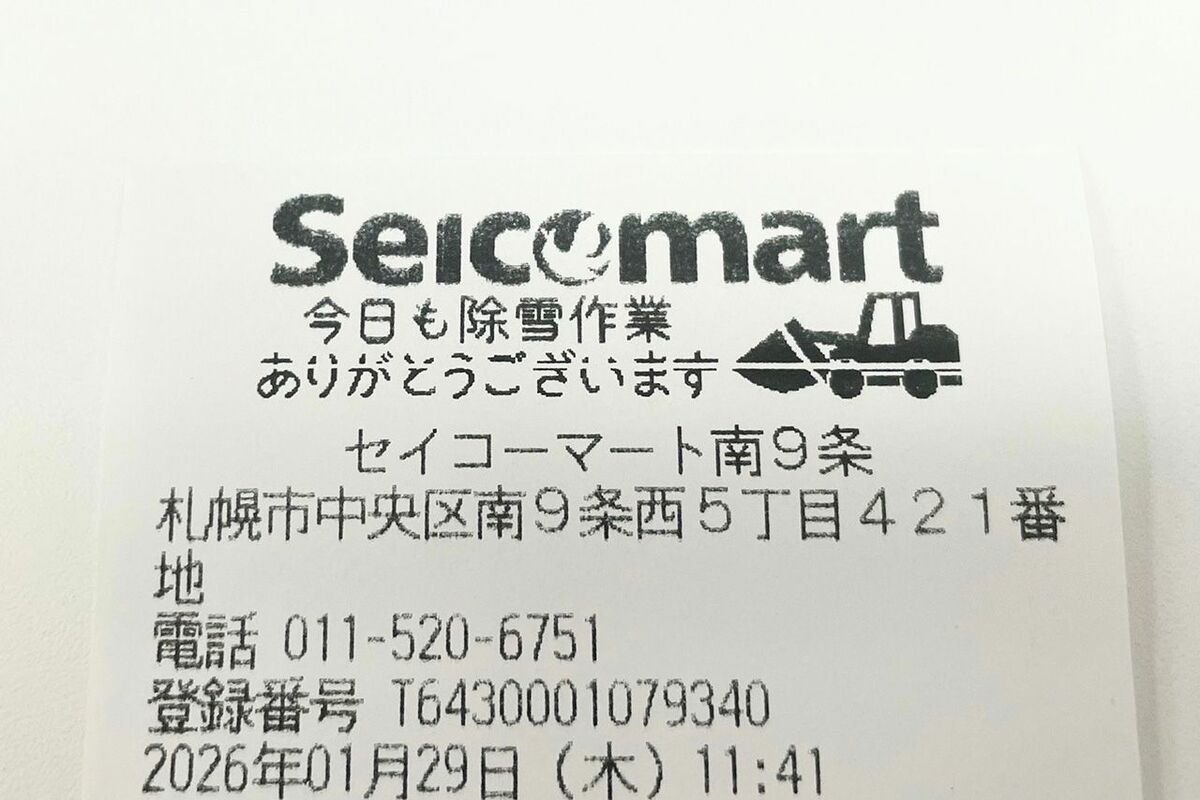 Seicomart
今日も除雪作業
ありがとうございます
セイコーマート南9条
札幌市中央区南9条西5丁目421番
地
電話 011-520-6751
登録番号 T6430001079340
2026年01月29日(木) 11:41